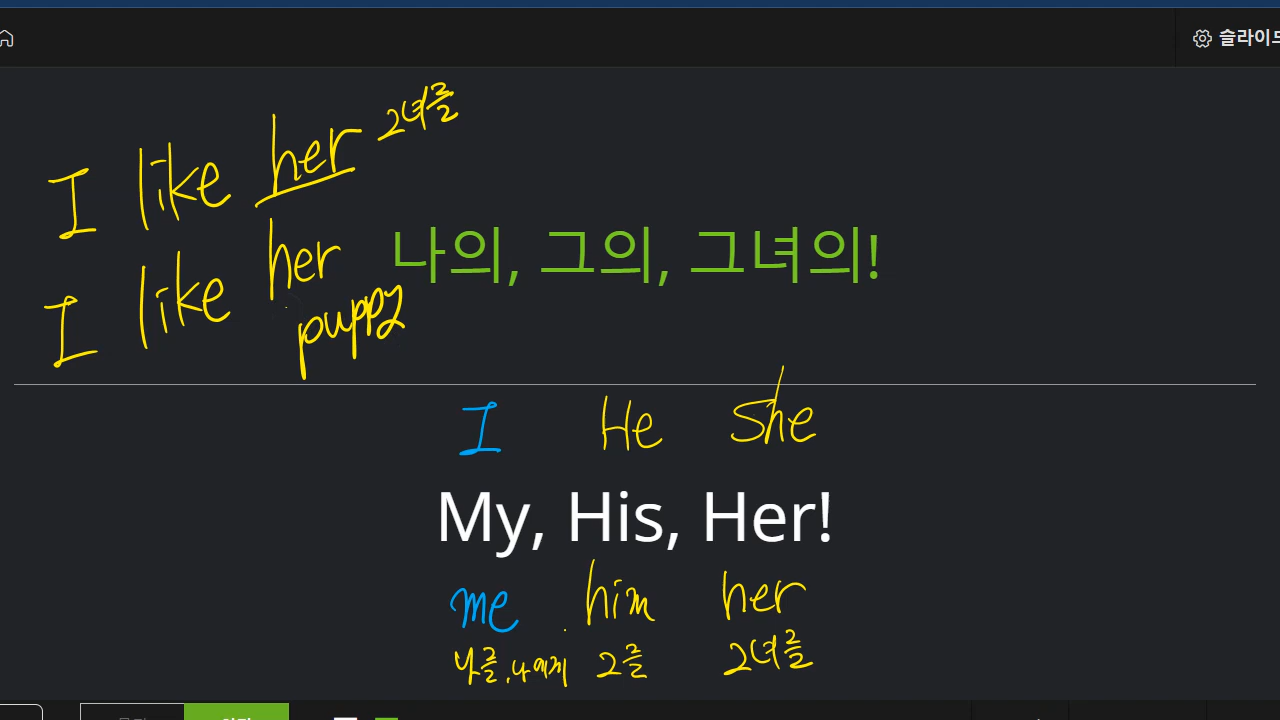 슬라이드
I like her 그녀를
나의, 그의, 그녀의!
I like her
puppy
I He She
My, His, Her!
me him her
나를, 나에게 그를 그녀를